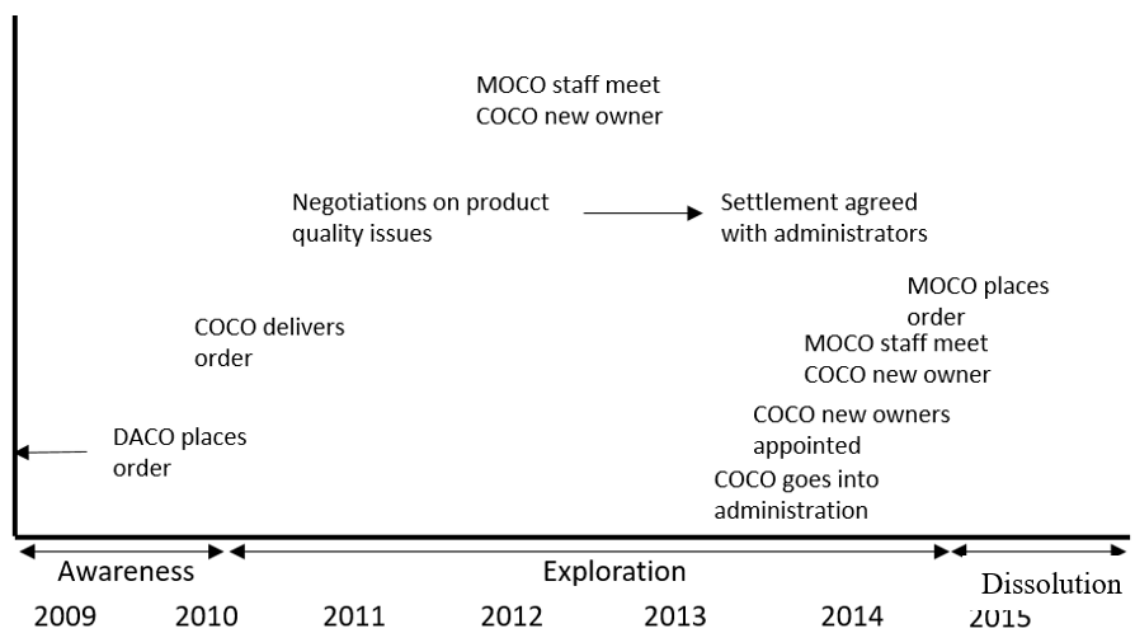 MOCO staff meet
COCO new owner
Negotiations on product
quality issues
Settlement agreed
with administrators
MOCO places
order
COCO delivers
order
MOCO staff meet
COCO new owner
COCO new owners
appointed
DACO places
order
COCO goes into
administration
Awareness
Exploration
Dissolution
2009 2010 2011 2012 2013 2014 2015